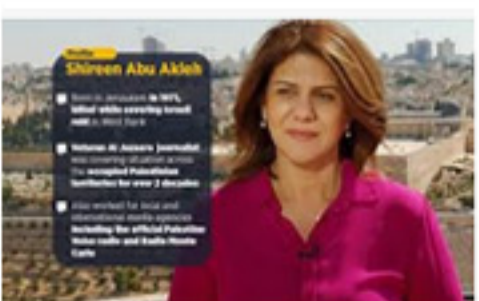 Profile
Shireen Abu Akleh
Born in Jerusalem in 1971,
killed while covering Israeli
raid in West Bank
Veteran Al Jazeera journalist
was covering situation across
the occupied Palestinian
territories for over 2 decades
Also worked for local and
international media agencies
including the official Palestine
Voice radio and Radio Monte
Carlo